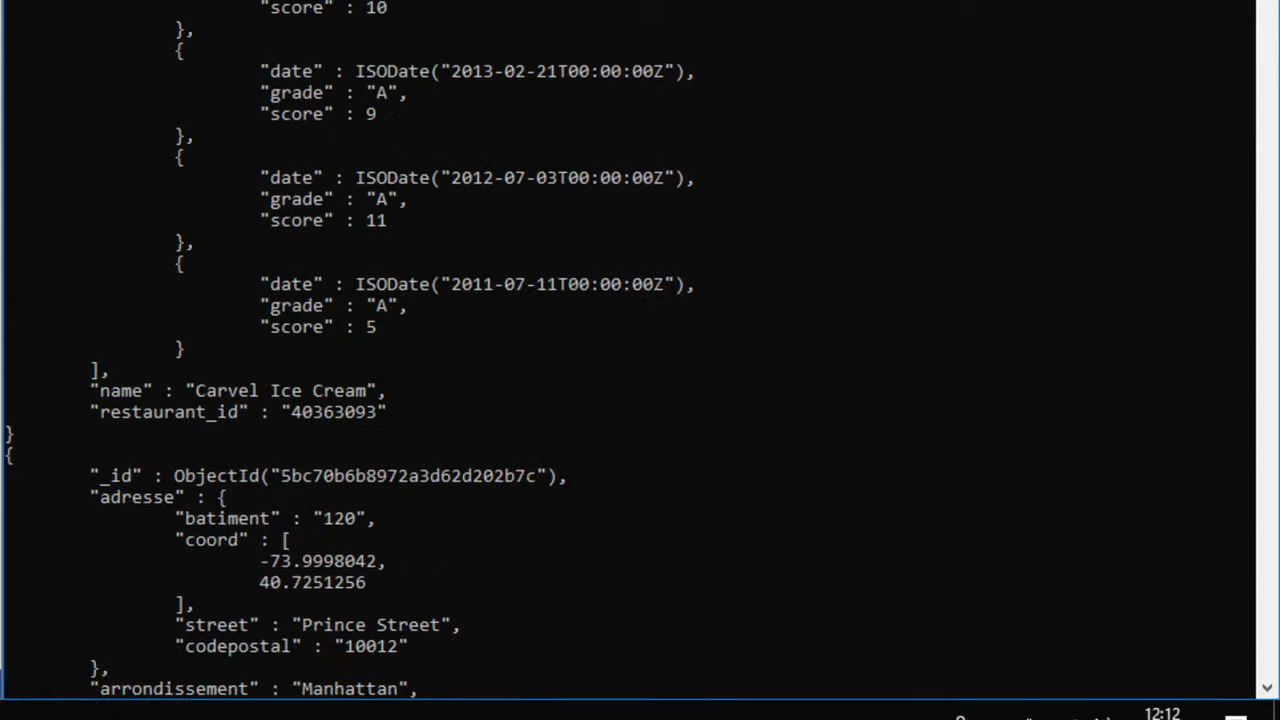 "score" : 10
},
{
"date" : ISODate("2013-02-21T00:00:00Z"),
"grade" : "A",
"score" : 9
},
{
"date" : ISODate("2012-07-03T00:00:00Z"),
"grade" : "A",
"score" : 11
},
{
"date" : ISODate("2011-07-11T00:00:00Z"),
"grade" : "A",
"score" : 5
}
],
"name" : "Carvel Ice Cream",
"restaurant_id" : "40363093"
}
{
"_id" : ObjectId("5bc70b6b8972a3d62d202b7c"),
"adresse" : {
"batiment" : "120",
"coord" : [
-73.9998042,
40.7251256
],
"street" : "Prince Street",
"codepostal" : "10012"
},
"arrondissement" : "Manhattan",
12:12